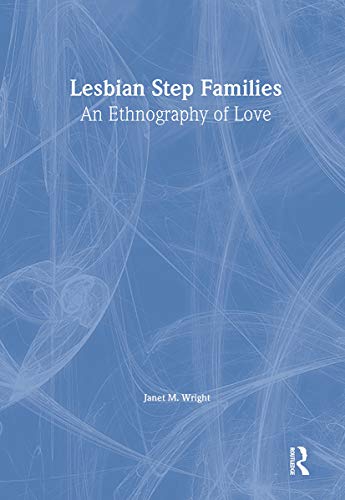 Lesbian Step Families
An Ethnography of Love
Janet M. Wright
ROUTLEDGE